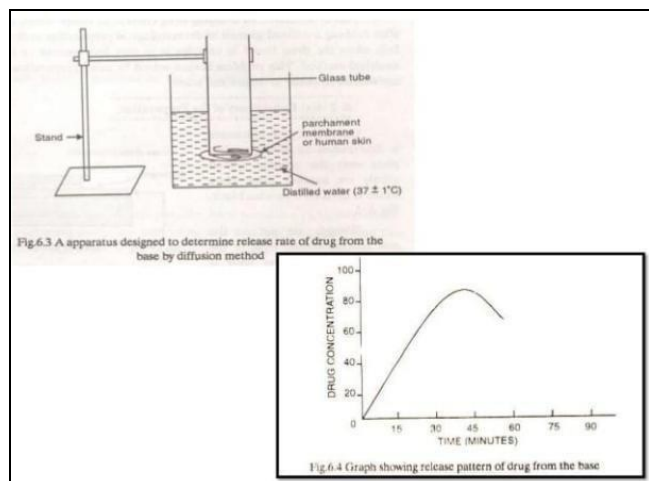 Glass tube
Stand
parchament
membrane
or human skin
Distilled water (37 ± 1°C)
Fig.6.3 A apparatus designed to determine release rate of drug from the
base by diffusion method
DRUG CONCENTRATION
100
80
60
40
20
0
15 30 45 60 75 90
TIME (MINUTES)
Fig.6.4 Graph showing release pattern of drug from the base